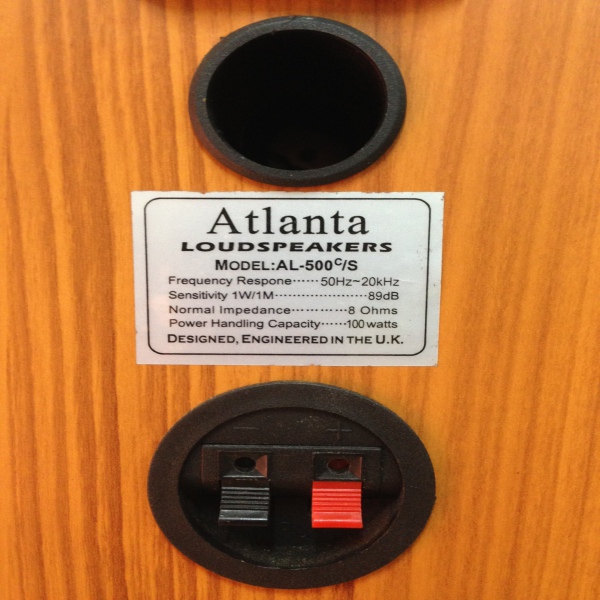 Atlanta
LOUDSPEAKERS
MODEL:AL-500ᶜ/S
Frequency Respone······50Hz~20kHz
Sensitivity 1W/1M·····················89dB
Normal Impedance············8 Ohms
Power Handling Capacity······100watts
DESIGNED, ENGINEERED IN THE U.K.
− +